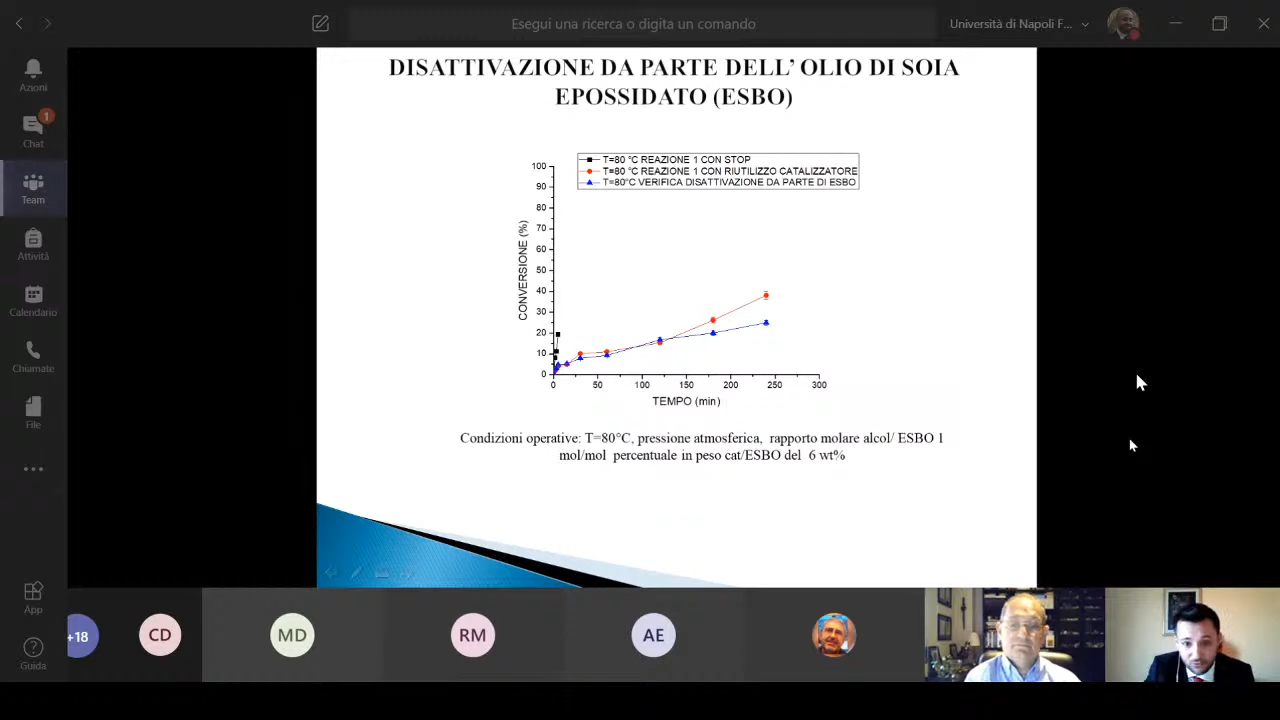 Esegui una ricerca o digita un comando
Università di Napoli F...
Azioni
1
Chat
Team
Attività
Calendario
Chiamate
File
App
Guida
DISATTIVAZIONE DA PARTE DELL' OLIO DI SOIA
EPOSSIDATO (ESBO)
T=80 °C REAZIONE 1 CON STOP
T=80 °C REAZIONE 1 CON RIUTILIZZO CATALIZZATORE
T=80°C VERIFICA DISATTIVAZIONE DA PARTE DI ESBO
CONVERSIONE (%)
100
90
80
70
60
50
40
30
20
10
0
0 50 100 150 200 250 300
TEMPO (min)
Condizioni operative: T=80°C, pressione atmosferica, rapporto molare alcol/ ESBO 1
mol/mol percentuale in peso cat/ESBO del 6 wt%
+18
CD
MD
RM
AE